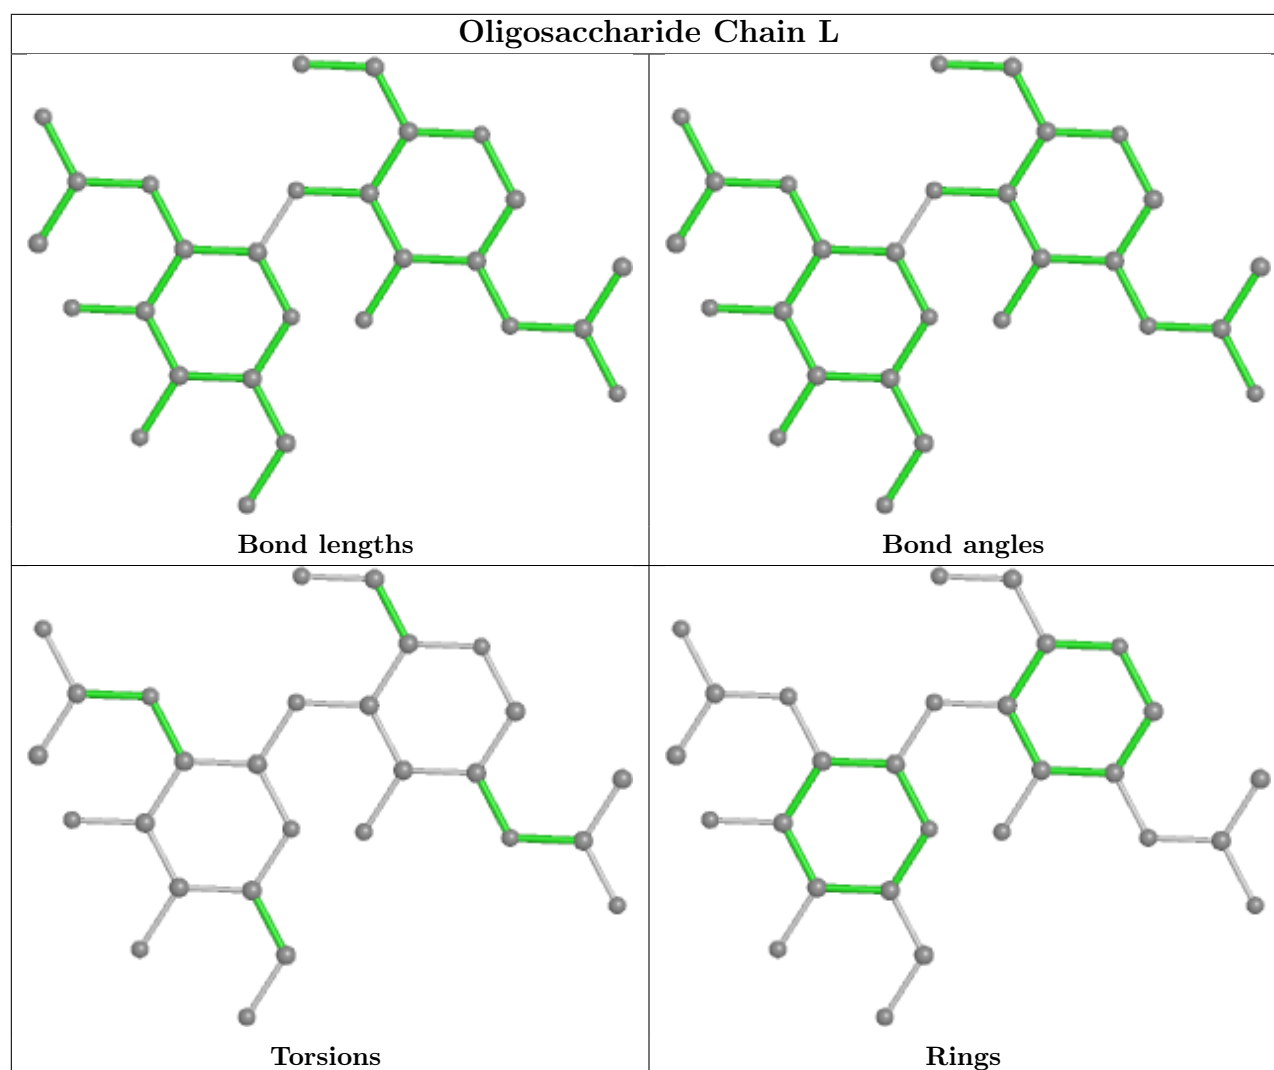 Oligosaccharide Chain L
Bond lengths
Bond angles
Torsions
Rings